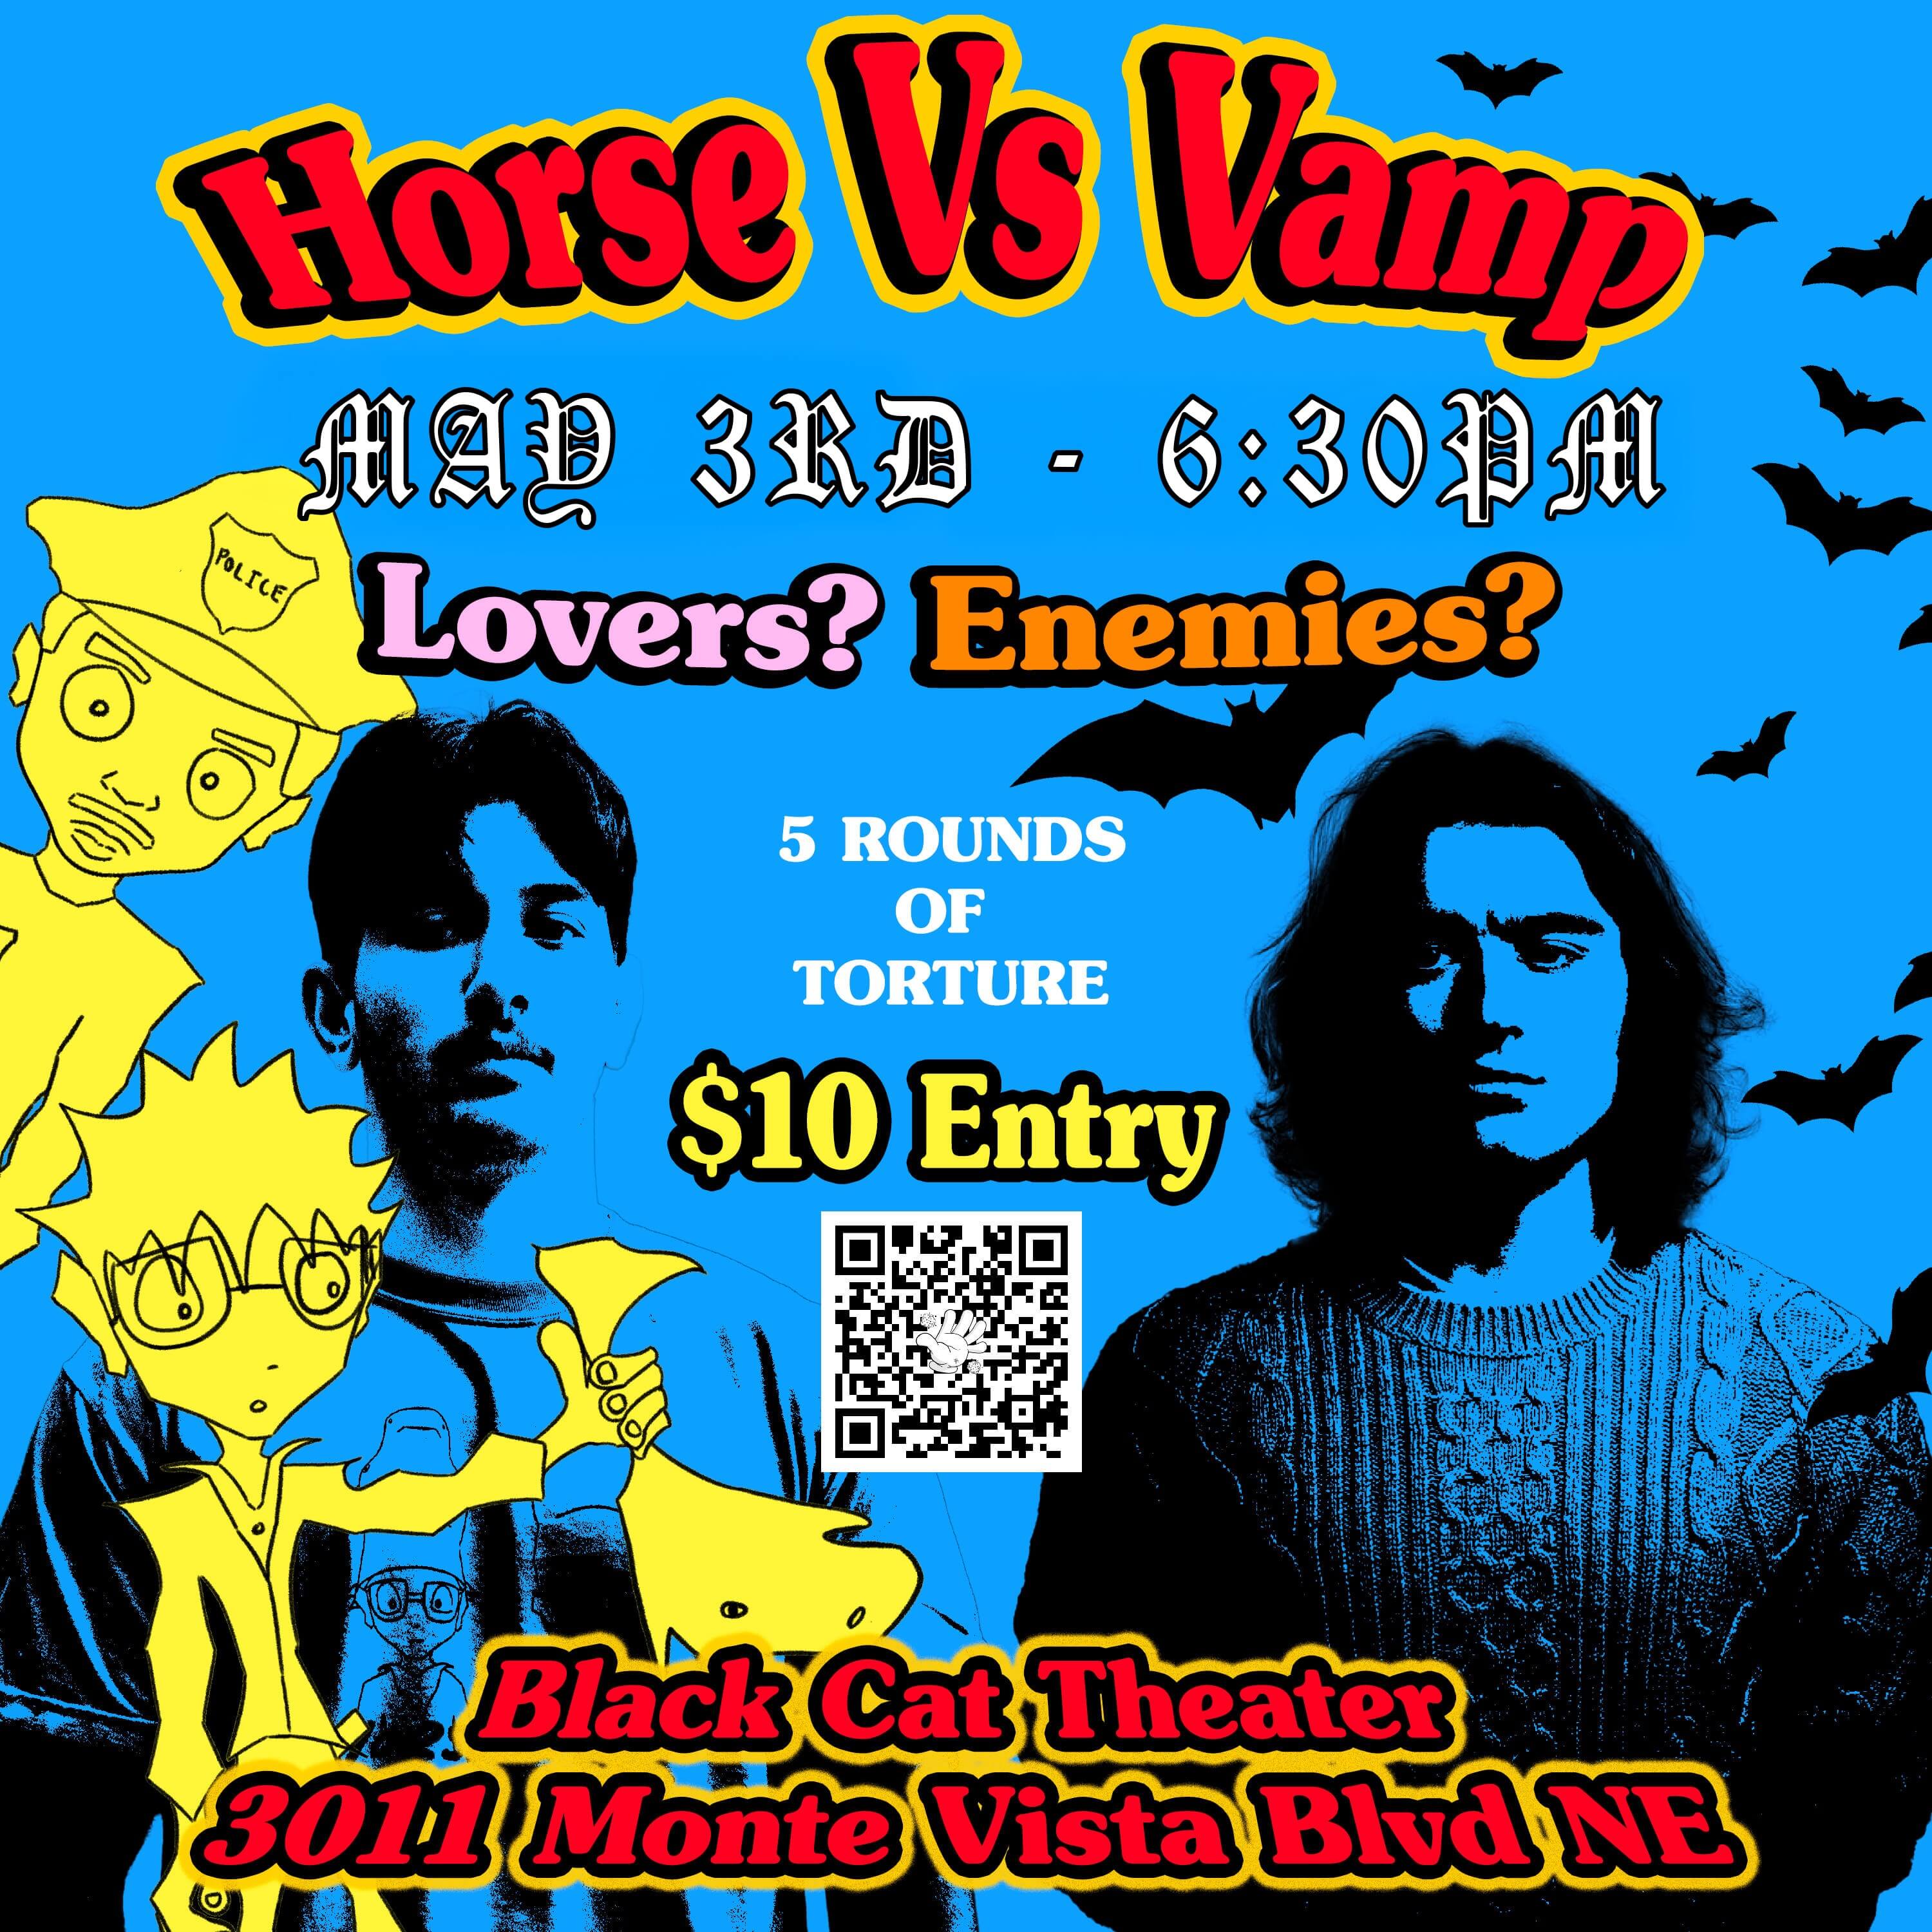 Horse Vs Vamp
MAY 3RD - 6:30PM
POLICE
Lovers? Enemies?
5 ROUNDS
OF
TORTURE
$10 Entry
Black Cat Theater
3011 Monte Vista Blvd NE